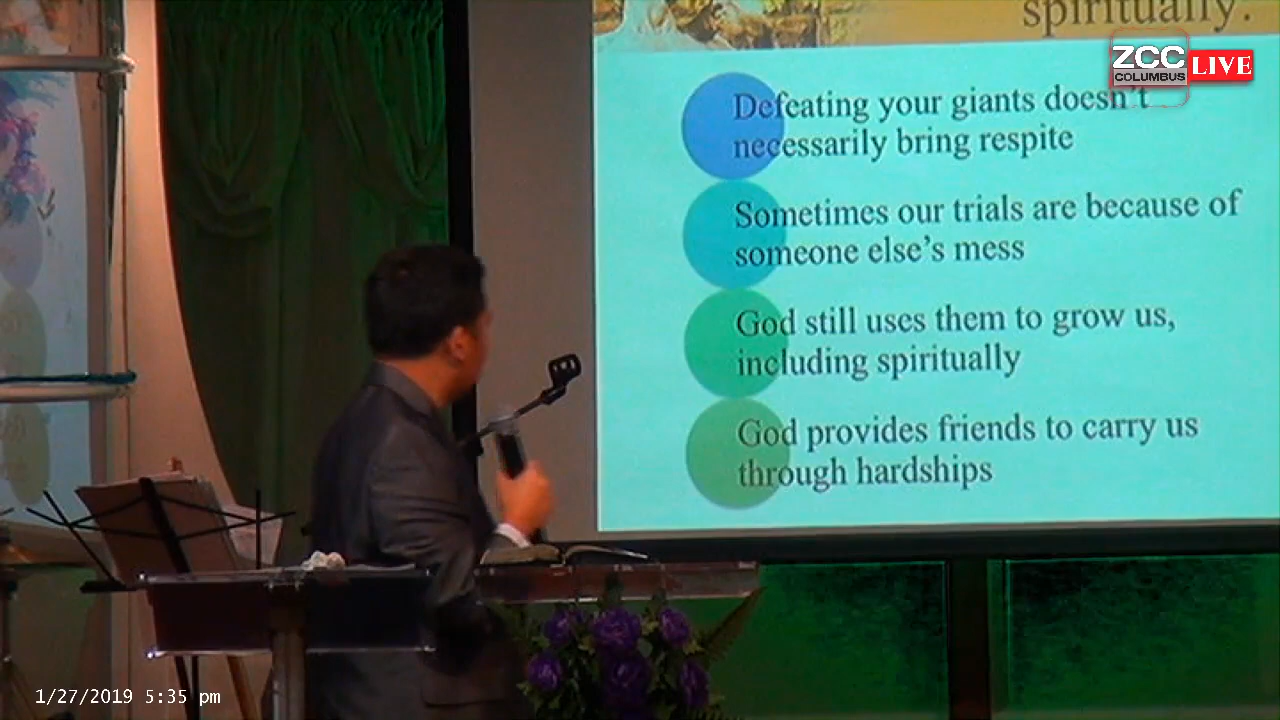 spiritually.
ZCC
COLUMBUS
LIVE
Defeating your giants doesn't
necessarily bring respite
Sometimes our trials are because of
someone else's mess
God still uses them to grow us,
including spiritually
God provides friends to carry us
through hardships
1/27/2019 5:35 pm